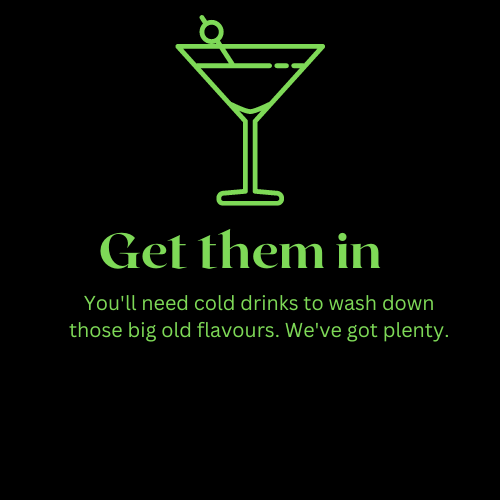 Get them in
You'll need cold drinks to wash down
those big old flavours. We've got plenty.